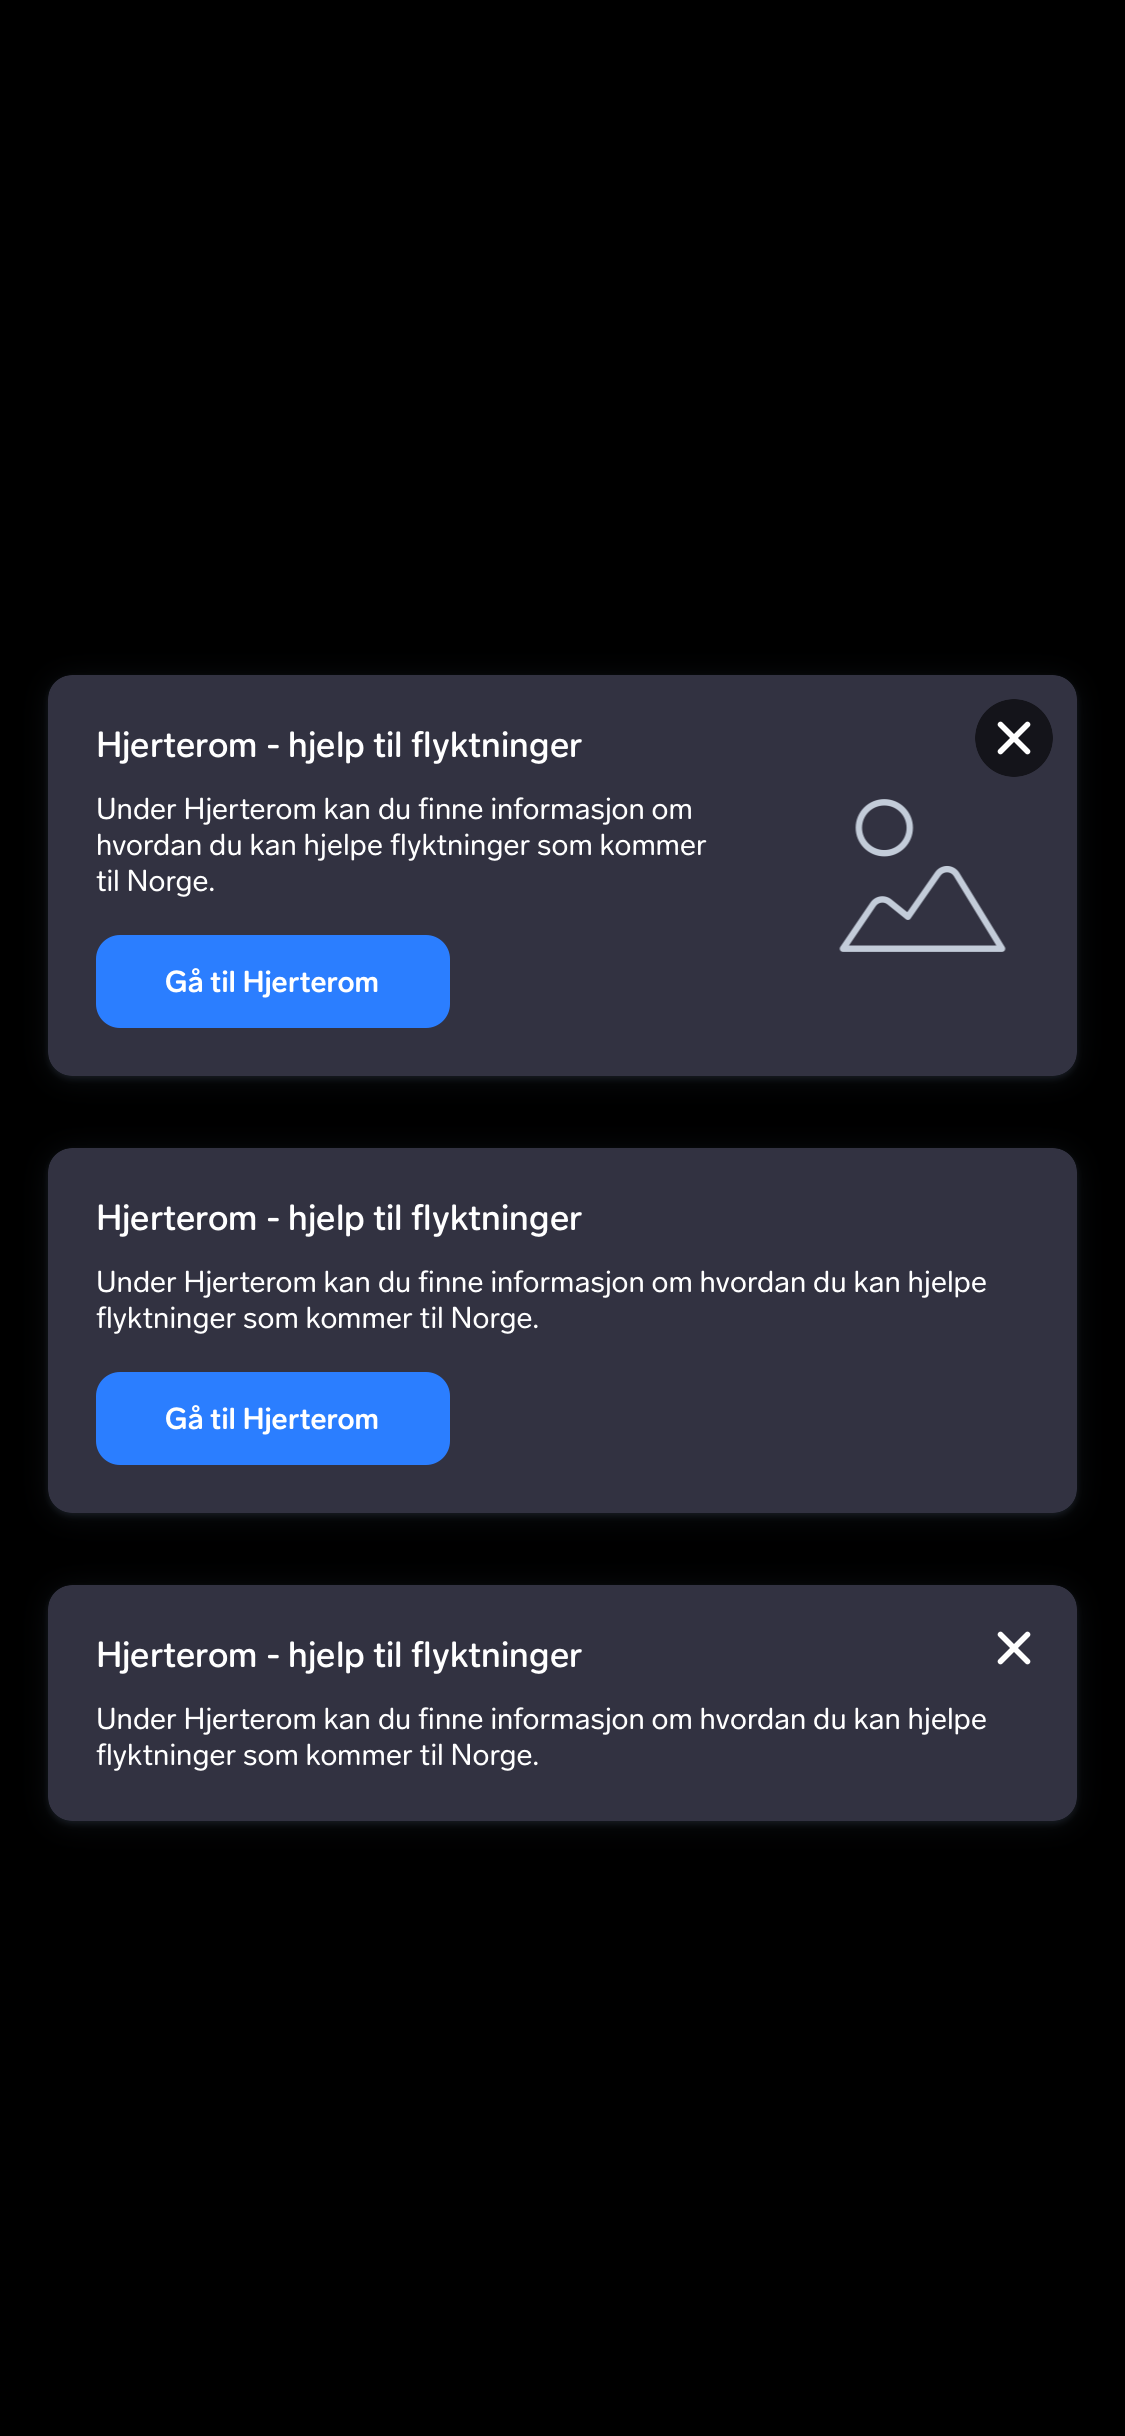 Hjerterom - hjelp til flyktninger
Under Hjerterom kan du finne informasjon om
hvordan du kan hjelpe flyktninger som kommer
til Norge.
Gå til Hjerterom
Hjerterom - hjelp til flyktninger
Under Hjerterom kan du finne informasjon om hvordan du kan hjelpe
flyktninger som kommer til Norge.
Gå til Hjerterom
Hjerterom - hjelp til flyktninger
Under Hjerterom kan du finne informasjon om hvordan du kan hjelpe
flyktninger som kommer til Norge.